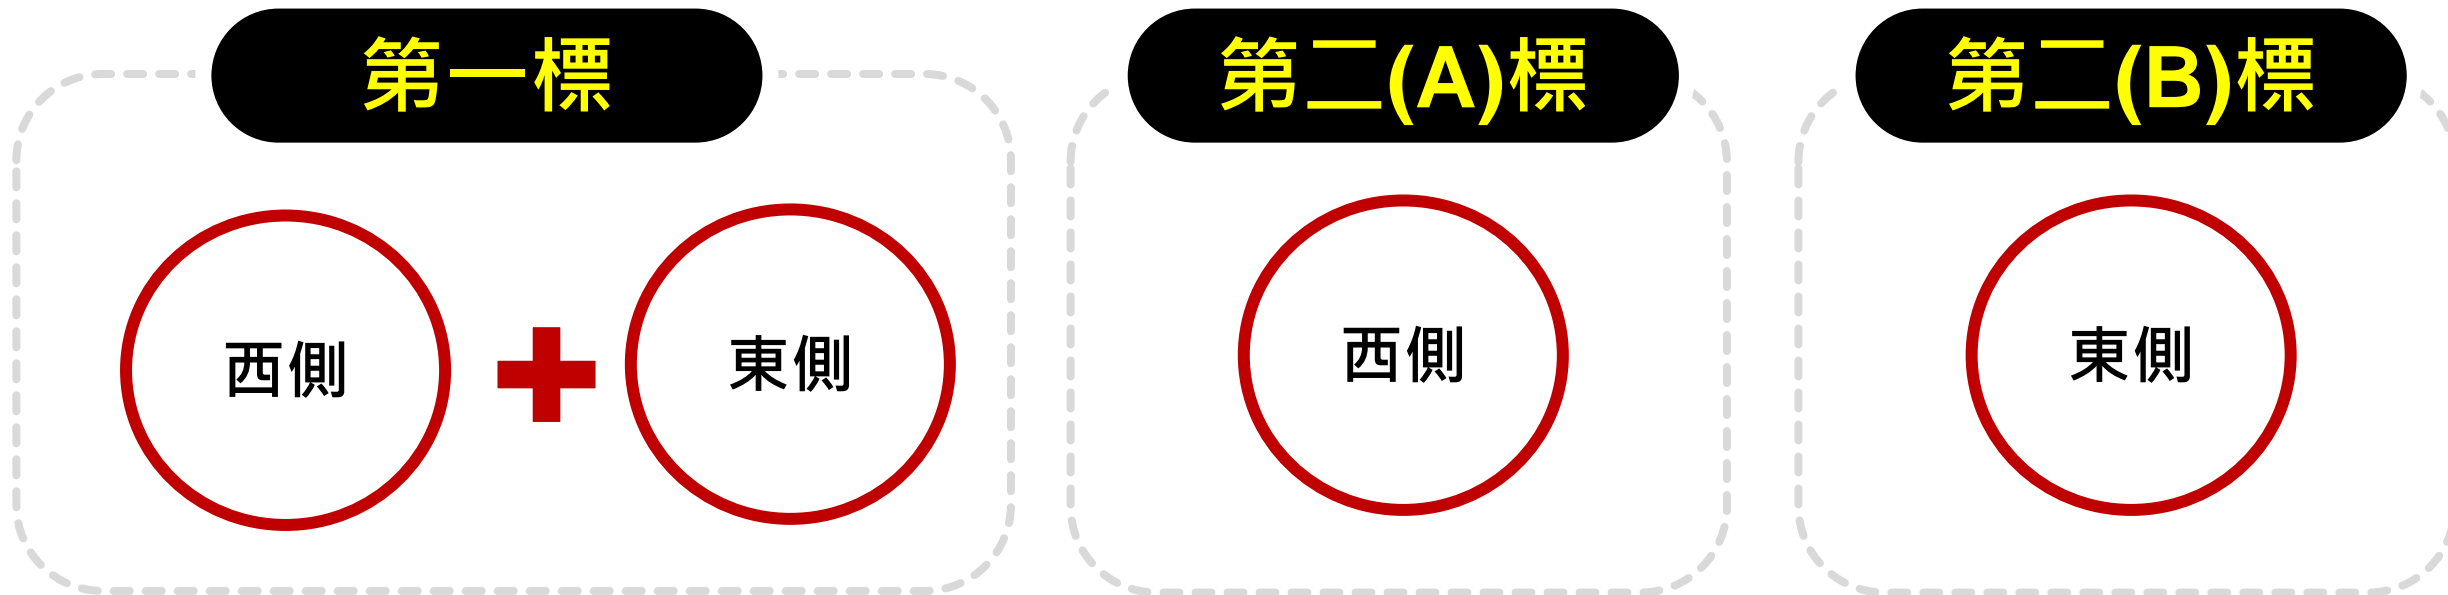 第一標
西側
東側
第二(A)標
西側
第二(B)標
東側